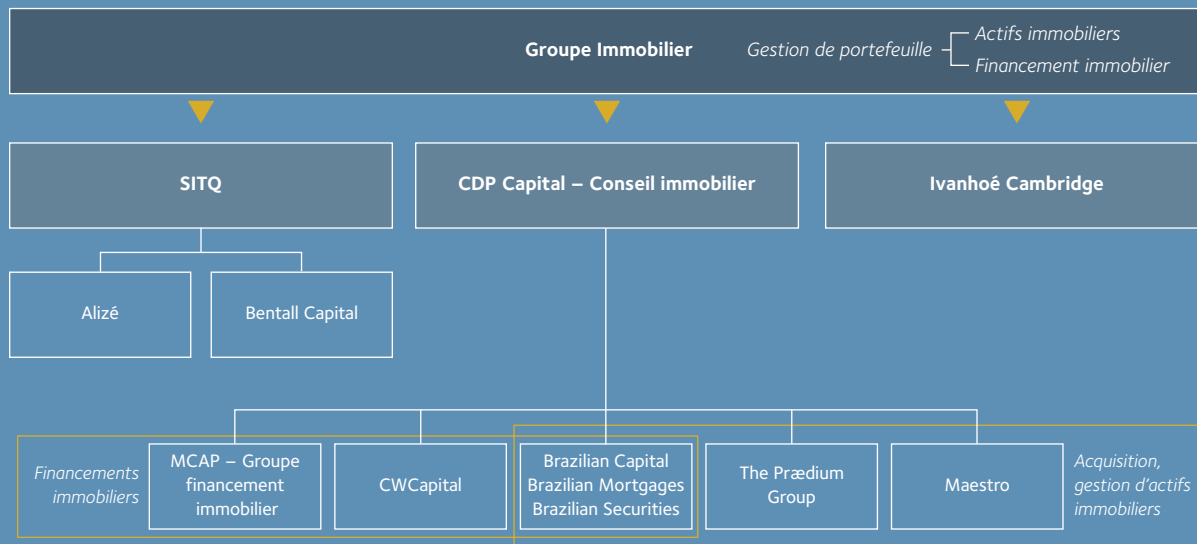 Groupe Immobilier
Gestion de portefeuille
Actifs immobiliers
Financement immobilier
SITQ
CDP Capital – Conseil immobilier
Ivanhoé Cambridge
Alizé
Bentall Capital
Financements
immobiliers
MCAP – Groupe
financement
immobilier
CWCapital
Brazilian Capital
Brazilian Mortgages
Brazilian Securities
The Prædium
Group
Maestro
Acquisition,
gestion d’actifs
immobiliers